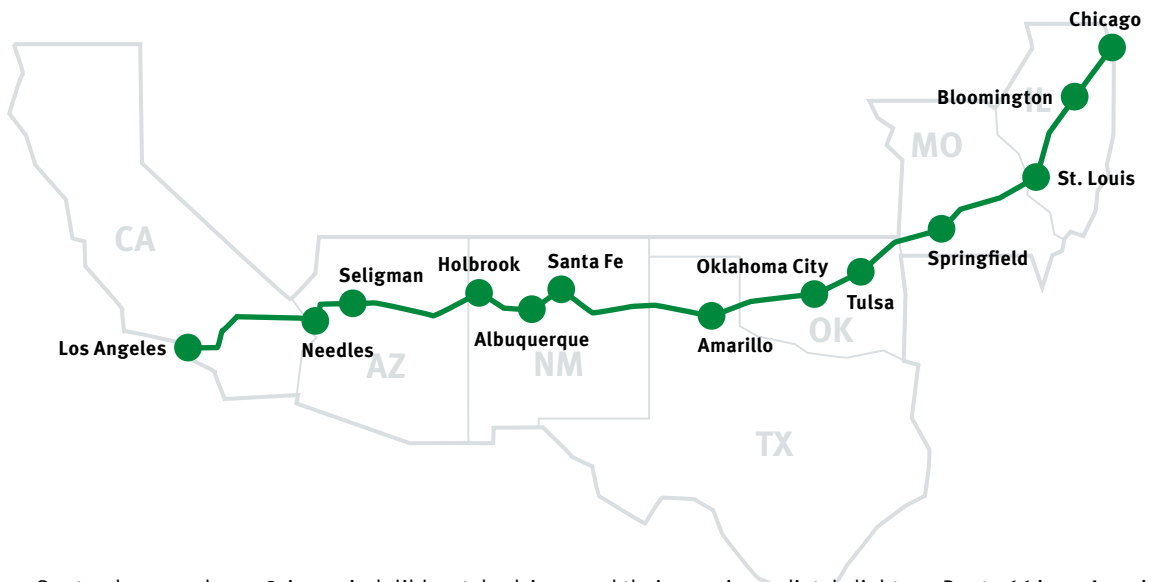 Chicago
Bloomington
IL
MO
St. Louis
CA
Springfield
Holbrook
Santa Fe
Oklahoma City
Seligman
Tulsa
OK
Los Angeles
Needles
Albuquerque
Amarillo
AZ
NM
TX